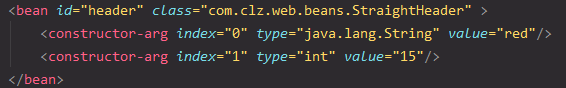 <bean id="header" class="com.clz.web.beans.StraightHeader" >
    <constructor-arg index="0" type="java.lang.String" value="red"/>
    <constructor-arg index="1" type="int" value="15"/>
</bean>